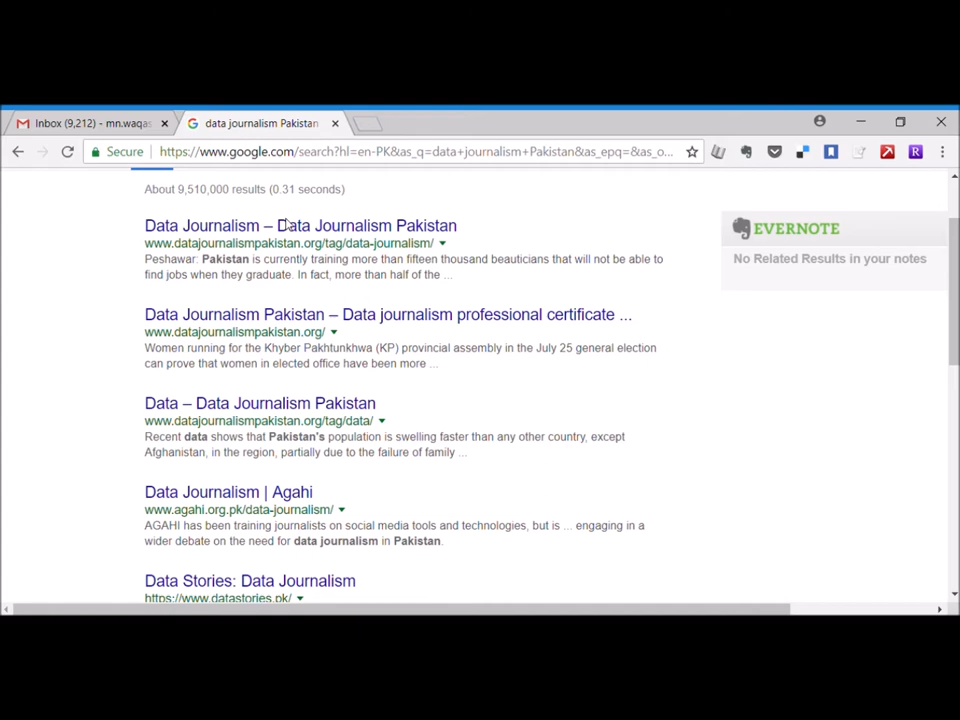 Inbox (9,212) - mn.waqas
data journalism Pakistan
Secure
https://www.google.com/search?hl=en-PK&as_q=data+journalism+Pakistan&as_epq=&as_o...
R
About 9,510,000 results (0.31 seconds)
Data Journalism – Data Journalism Pakistan
www.datajournalismpakistan.org/tag/data-journalism/
Peshawar: Pakistan is currently training more than fifteen thousand beauticians that will not be able to
find jobs when they graduate. In fact, more than half of the ...
EVERNOTE
No Related Results in your notes
Data Journalism Pakistan – Data journalism professional certificate ...
www.datajournalismpakistan.org/
Women running for the Khyber Pakhtunkhwa (KP) provincial assembly in the July 25 general election
can prove that women in elected office have been more ...
Data – Data Journalism Pakistan
www.datajournalismpakistan.org/tag/data/
Recent data shows that Pakistan's population is swelling faster than any other country, except
Afghanistan, in the region, partially due to the failure of family ...
Data Journalism | Agahi
www.agahi.org.pk/data-journalism/
AGAHI has been training journalists on social media tools and technologies, but is ... engaging in a
wider debate on the need for data journalism in Pakistan.
Data Stories: Data Journalism
https://www.datastories.pk/